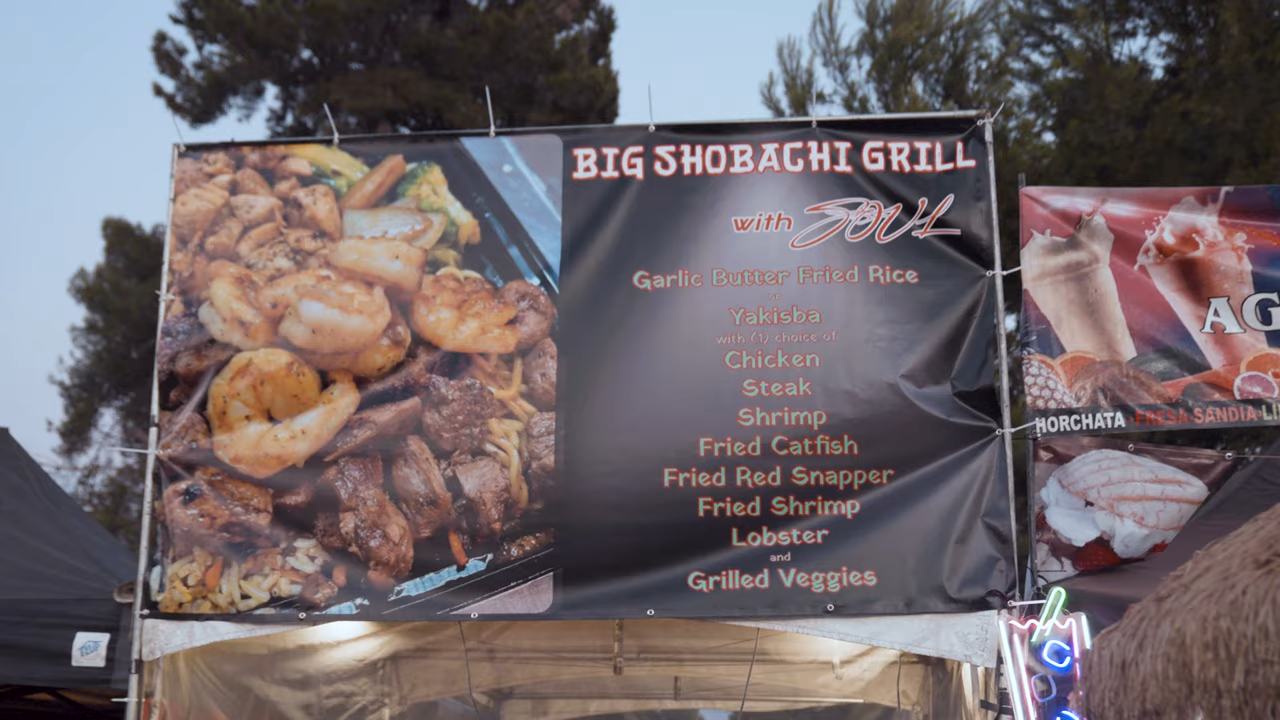 BIG SHOBACHI GRILL
with SOUL
Garlic Butter Fried Rice
or
Yakisba
with (1) choice of
Chicken
Steak
Shrimp
Fried Catfish
Fried Red Snapper
Fried Shrimp
Lobster
and
Grilled Veggies
AG
HORCHATA FRESA SANDIA LI